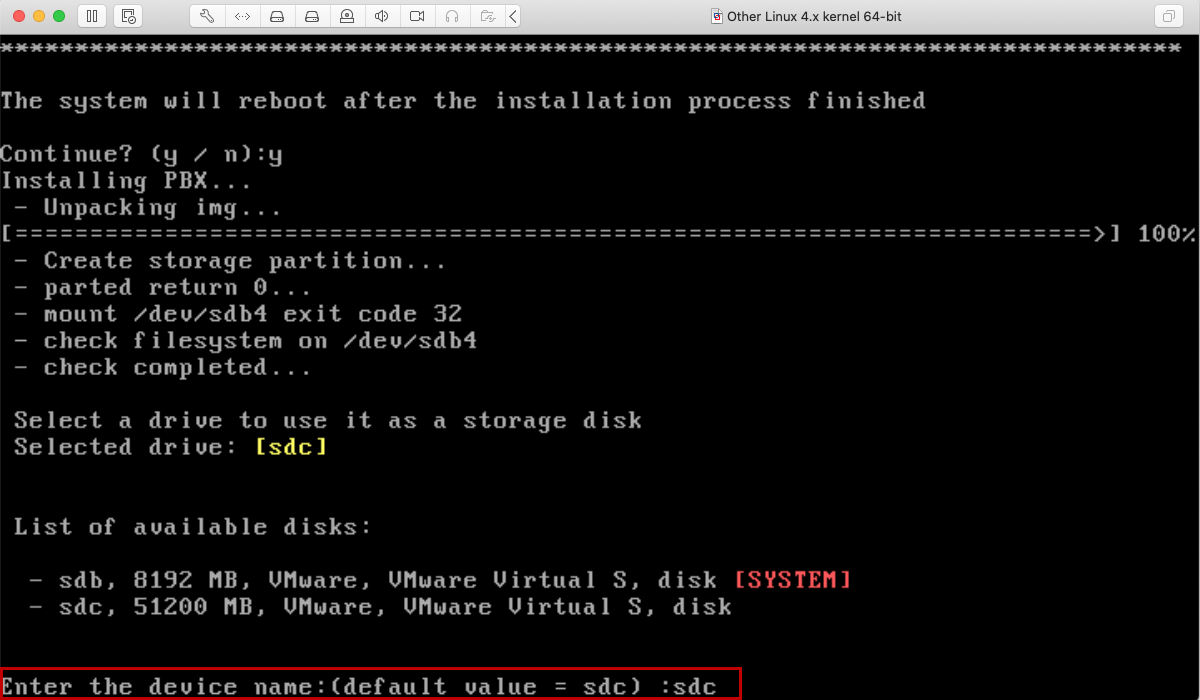 Other Linux 4.x kernel 64-bit
*******************************************************************************
The system will reboot after the installation process finished
Continue? (y / n):y
Installing PBX...
- Unpacking img...
[========================================================================>] 100%
- Create storage partition...
- parted return 0...
- mount /dev/sdb4 exit code 32
- check filesystem on /dev/sdb4
- check completed...
Select a drive to use it as a storage disk
Selected drive: [sdc]
List of available disks:
- sdb, 8192 MB, VMware, VMware Virtual S, disk [SYSTEM]
- sdc, 51200 MB, VMware, VMware Virtual S, disk
Enter the device name:(default value = sdc) :sdc